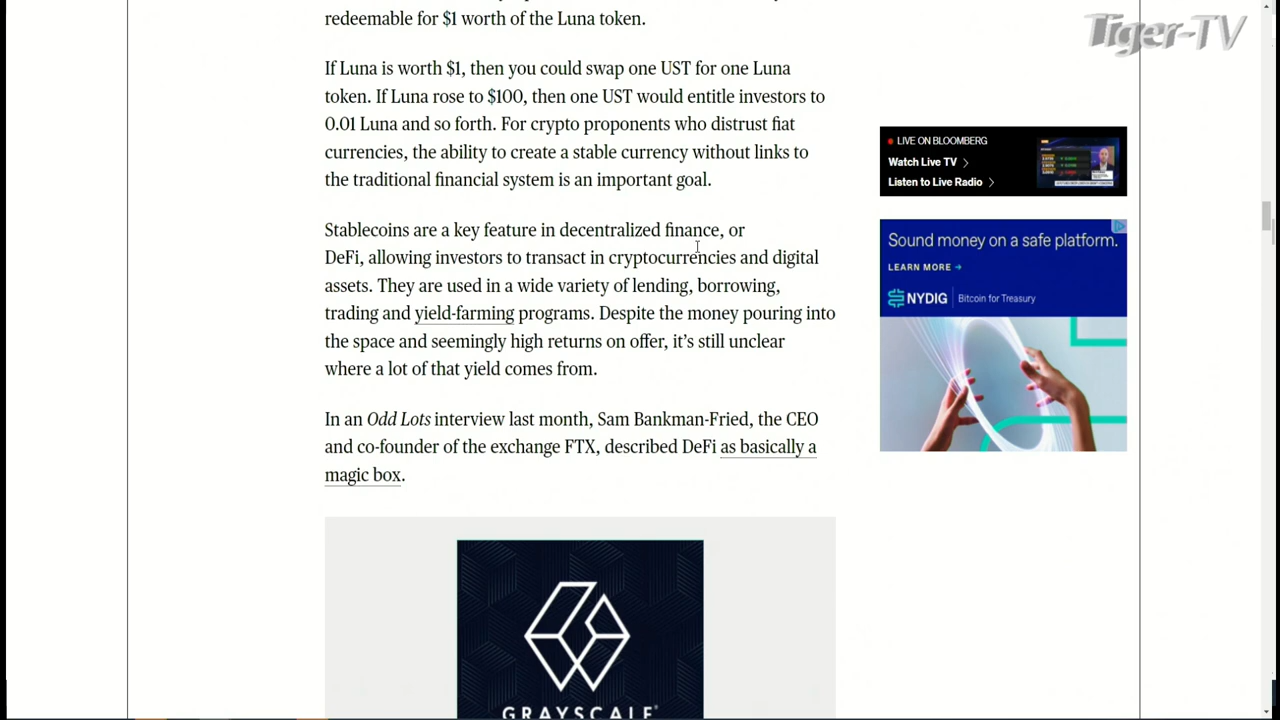 redeemable for $1 worth of the Luna token.
Tiger-TV
If Luna is worth $1, then you could swap one UST for one Luna
token. If Luna rose to $100, then one UST would entitle investors to
0.01 Luna and so forth. For crypto proponents who distrust fiat
currencies, the ability to create a stable currency without links to
the traditional financial system is an important goal.
Stablecoins are a key feature in decentralized finance, or
DeFi, allowing investors to transact in cryptocurrencies and digital
assets. They are used in a wide variety of lending, borrowing,
trading and yield-farming programs. Despite the money pouring into
the space and seemingly high returns on offer, it's still unclear
where a lot of that yield comes from.
In an Odd Lots interview last month, Sam Bankman-Fried, the CEO
and co-founder of the exchange FTX, described DeFi as basically a
magic box.
GRAYSCALE
LIVE ON BLOOMBERG
Watch Live TV
Listen to Live Radio
Sound money on a safe platform.
LEARN MORE
NYDIG Bitcoin for Treasury